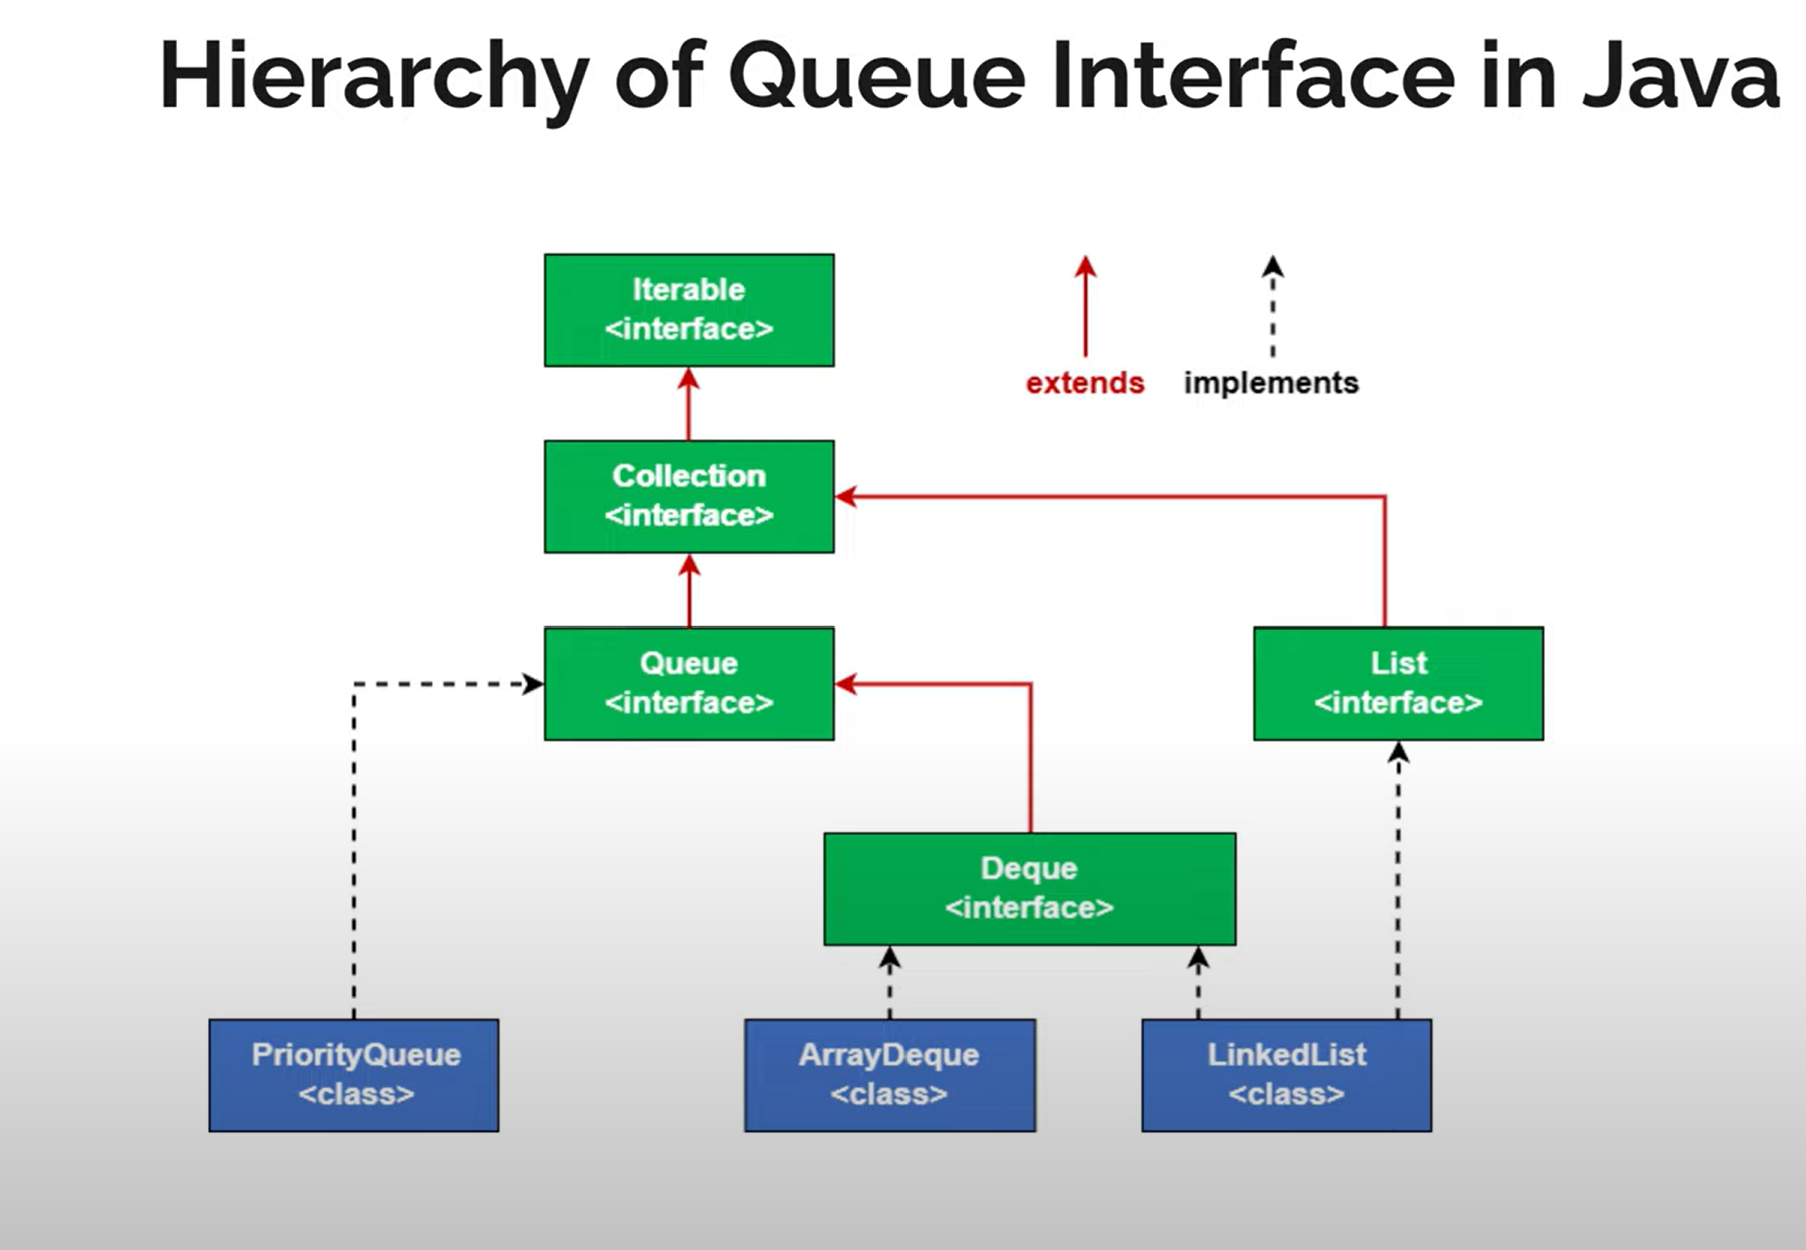 Hierarchy of Queue Interface in Java
Iterable
<interface>
extends
implements
Collection
<interface>
Queue
<interface>
List
<interface>
Deque
<interface>
PriorityQueue
<class>
ArrayDeque
<class>
LinkedList
<class>